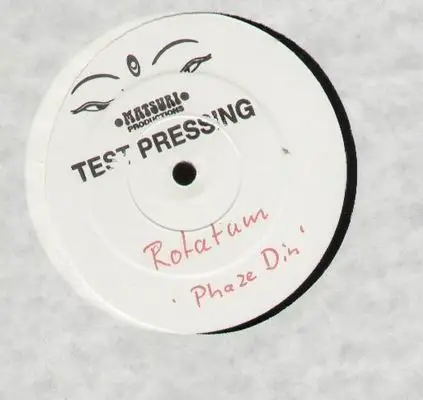 MATSURI
PRODUCTIONS
TEST PRESSING
Rotatum
'Phaze Din'